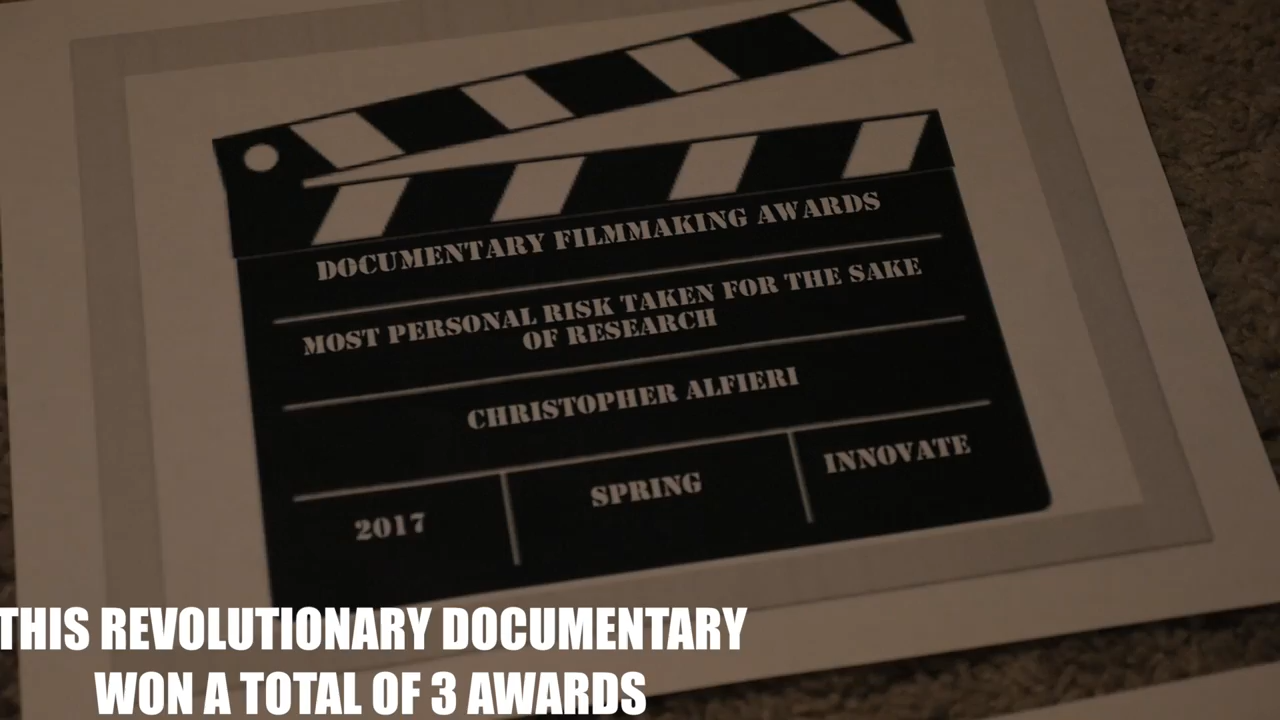 DOCUMENTARY FILMMAKING AWARDS
MOST PERSONAL RISK TAKEN FOR THE SAKE
OF RESEARCH
CHRISTOPHER ALFIERI
2017
SPRING
INNOVATE
THIS REVOLUTIONARY DOCUMENTARY
WON A TOTAL OF 3 AWARDS